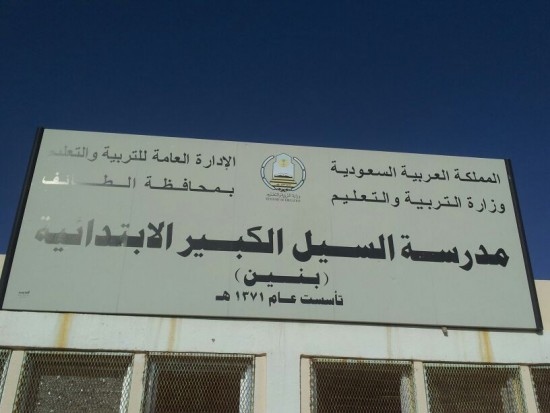 المملكة العربية السعودية
وزارة التربية والتعليم
الإدارة العامة للتربية والتعليم
بمحافظة الطائف
مدرسة السيل الكبير الابتدائية
(بنين)
تأسست عام ١٣٧١ هـ